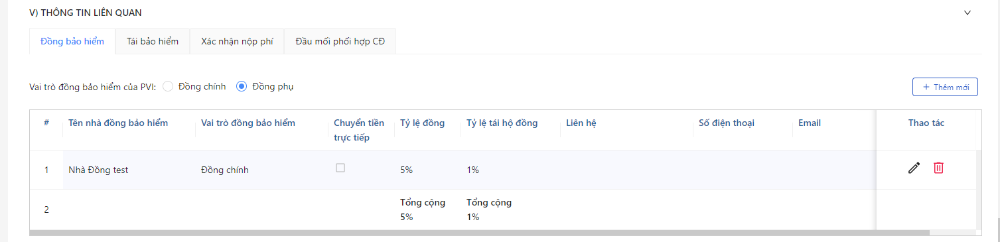 V) THÔNG TIN LIÊN QUAN
Đồng bảo hiểm Tái bảo hiểm Xác nhận nộp phí Đầu mối phối hợp CĐ
Vai trò đồng bảo hiểm của PVI: Đồng chính Đồng phụ + Thêm mới
# Tên nhà đồng bảo hiểm Vai trò đồng bảo hiểm Chuyển tiền Tỷ lệ đồng Tỷ lệ tái hộ đồng Liên hệ Số điện thoại Email Thao tác
trực tiếp
1 Nhà Đồng test Đồng chính 5% 1%
Tổng cộng Tổng cộng
2
5% 1%